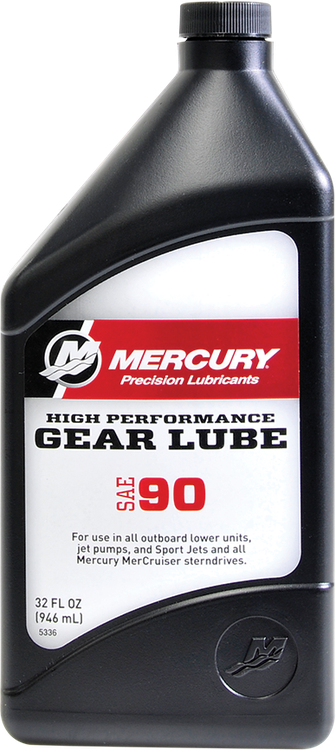 MERCURY
Precision Lubricants
HIGH PERFORMANCE
GEAR LUBE
SAE 90
For use in all outboard lower units,
jet pumps, and Sport Jets and all
Mercury MerCruiser sterndrives.
32 FL OZ
(946 mL)
5336